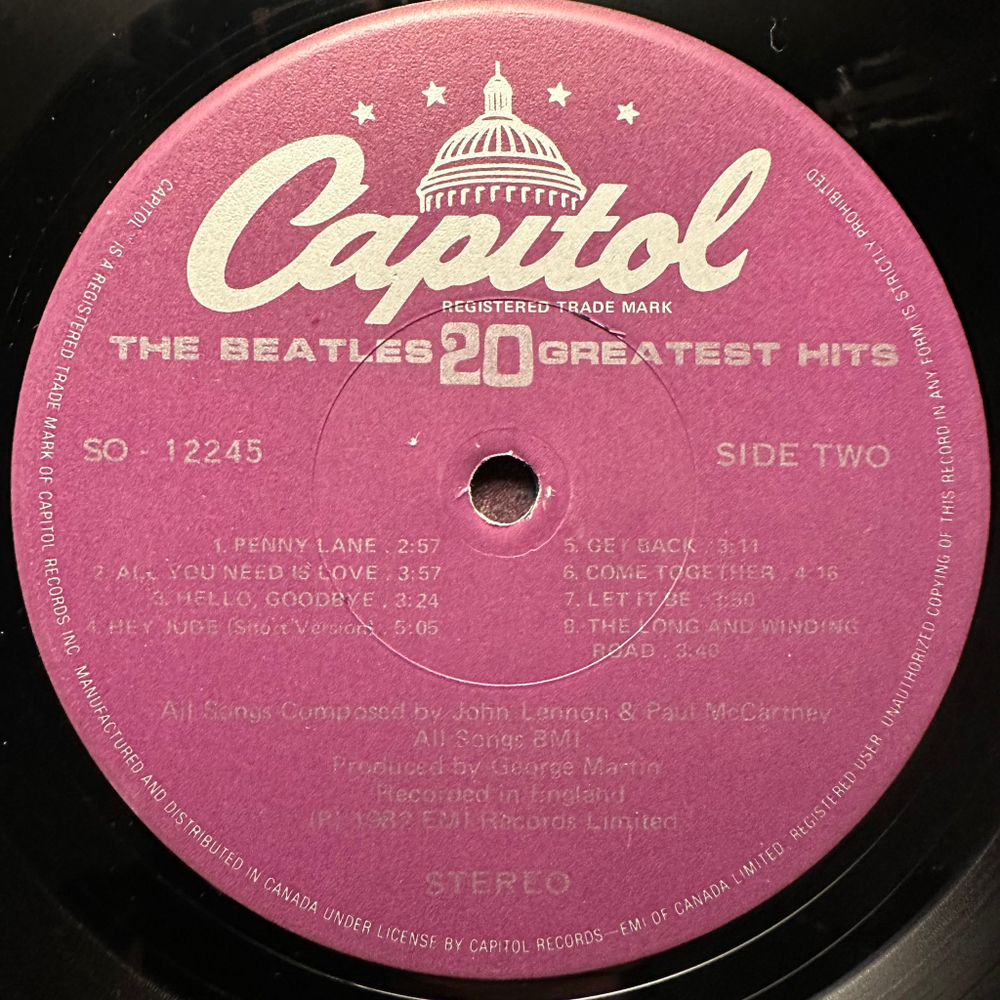 Capitol
REGISTERED TRADE MARK
THE BEATLES 20 GREATEST HITS
SO - 12245
SIDE TWO
1. PENNY LANE . 2:57
2. ALL YOU NEED IS LOVE . 3:57
3. HELLO, GOODBYE . 3:24
4. HEY JUDE (Short Version) . 5:05
5. GET BACK . 3:11
6. COME TOGETHER . 4:16
7. LET IT BE . 3:50
8. THE LONG AND WINDING
ROAD . 3:40
All Songs Composed by John Lennon & Paul McCartney
All Songs BMI
Produced by George Martin
Recorded in England
(P) 1982 EMI Records Limited
STEREO
CAPITOL " IS A REGISTERED TRADE MARK OF CAPITOL RECORDS INC. MANUFACTURED AND DISTRIBUTED IN CANADA UNDER LICENSE BY CAPITOL RECORDS—EMI OF CANADA LIMITED, REGISTERED USER. UNAUTHORIZED COPYING OF THIS RECORD IN ANY FORM IS STRICTLY PROHIBITED